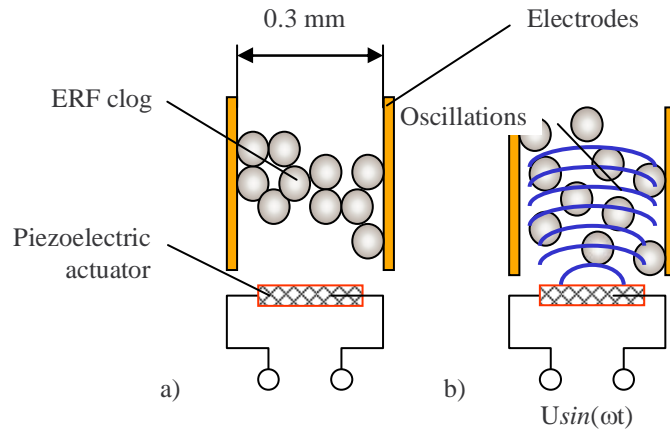 0.3 mm
Electrodes
ERF clog
Oscillations
Piezoelectric
actuator
a)
b)
Usin(ωt)